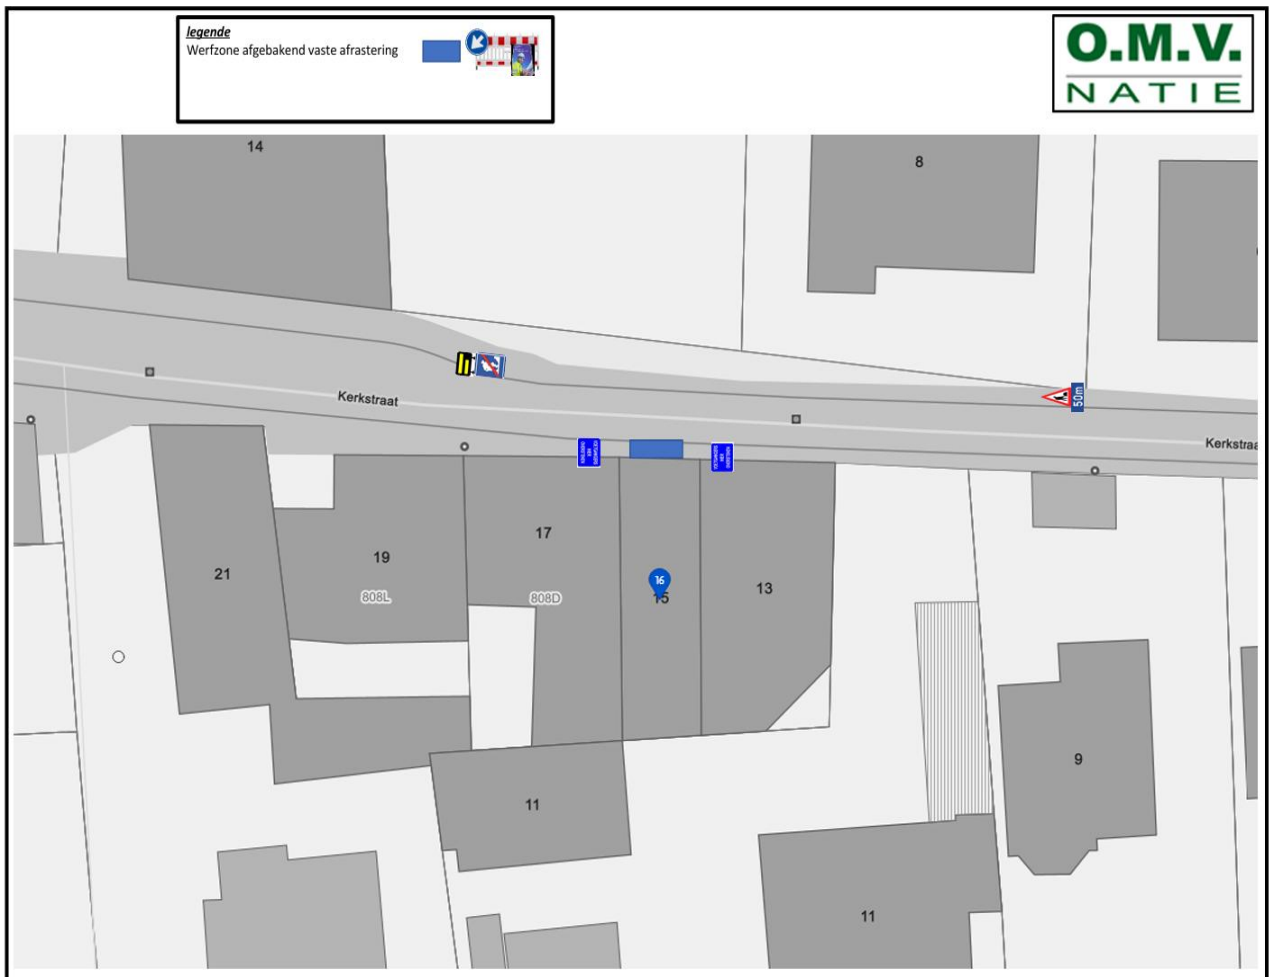 legende
Werfzone afgebakend vaste afrastering
O.M.V.
NATIE
14
8
Kerkstraat
50m
Kerkstraa
17
19
21
16
15
13
808L
808D
9
11
11